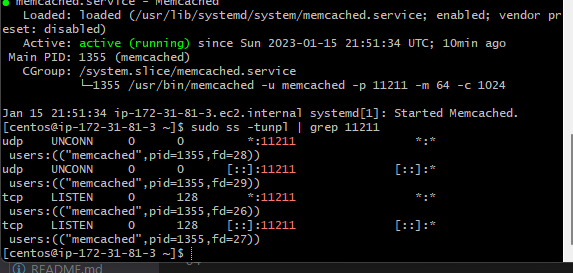 ● memcached.service - Memcached
Loaded: loaded (/usr/lib/systemd/system/memcached.service; enabled; vendor pr
eset: disabled)
Active: active (running) since Sun 2023-01-15 21:51:34 UTC; 10min ago
Main PID: 1355 (memcached)
CGroup: /system.slice/memcached.service
└─1355 /usr/bin/memcached -u memcached -p 11211 -m 64 -c 1024
Jan 15 21:51:34 ip-172-31-81-3.ec2.internal systemd[1]: Started Memcached.
[centos@ip-172-31-81-3 ~]$ sudo ss -tunpl | grep 11211
udp UNCONN 0 0 *:11211 *:*
users:(("memcached",pid=1355,fd=28))
udp UNCONN 0 0 [::]:11211 [::]:*
users:(("memcached",pid=1355,fd=29))
tcp LISTEN 0 128 *:11211 *:*
users:(("memcached",pid=1355,fd=26))
tcp LISTEN 0 128 [::]:11211 [::]:*
users:(("memcached",pid=1355,fd=27))
[centos@ip-172-31-81-3 ~]$
README.md